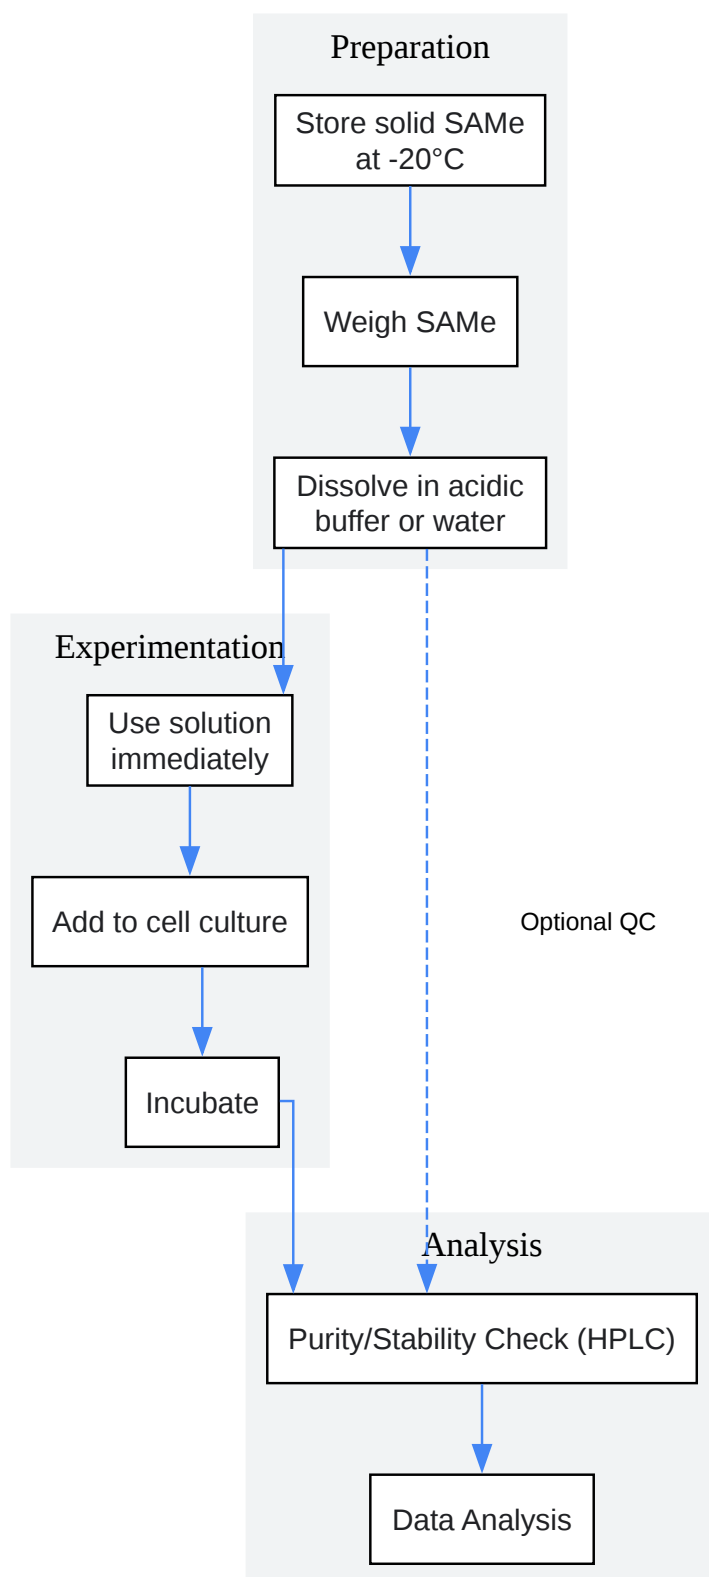 Preparation
Store solid SAMe
at -20°C
Weigh SAMe
Dissolve in acidic
buffer or water
Experimentation
Use solution
immediately
Add to cell culture
Optional QC
Incubate
Analysis
Purity/Stability Check (HPLC)
Data Analysis